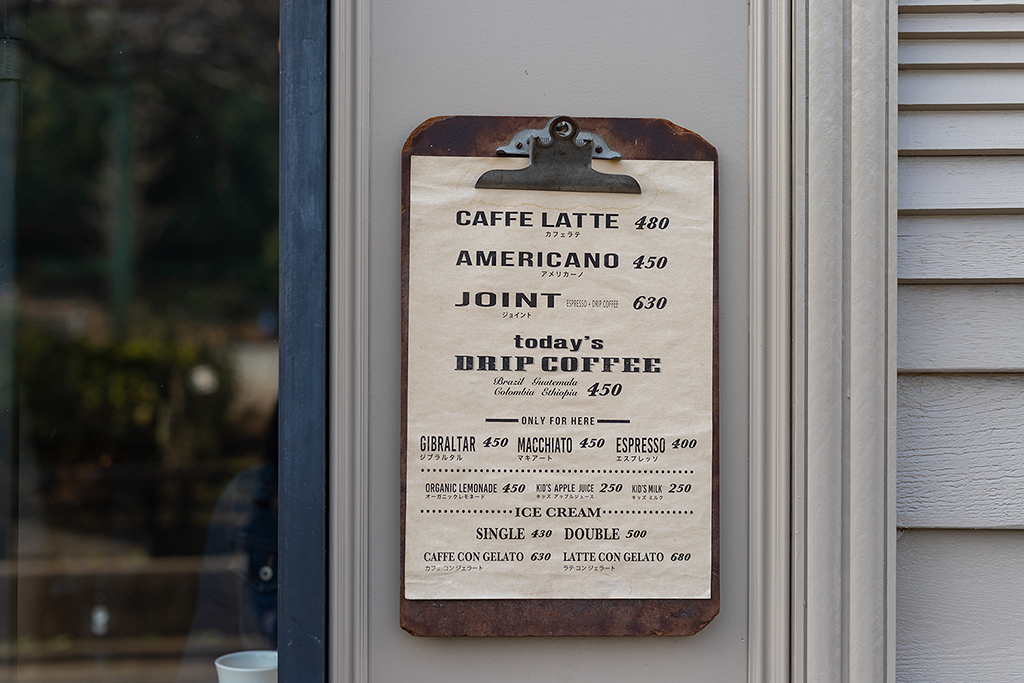 CAFFE LATTE 480
カフェラテ
AMERICANO 450
アメリカーノ
JOINT ESPRESSO + DRIP COFFEE 630
ジョイント
today's
DRIP COFFEE
Brazil Guatemala
Colombia Ethiopia 450
ONLY FOR HERE
GIBRALTAR 450 MACCHIATO 450 ESPRESSO 400
ジブラルタル マキアート エスプレッソ
ORGANIC LEMONADE 450 KID'S APPLE JUICE 250 KID'S MILK 250
オーガニックレモネード キッズ アップルジュース キッズ ミルク
ICE CREAM
SINGLE 430 DOUBLE 500
CAFFE CON GELATO 630 LATTE CON GELATO 680
カフェ コン ジェラート ラテ コン ジェラート